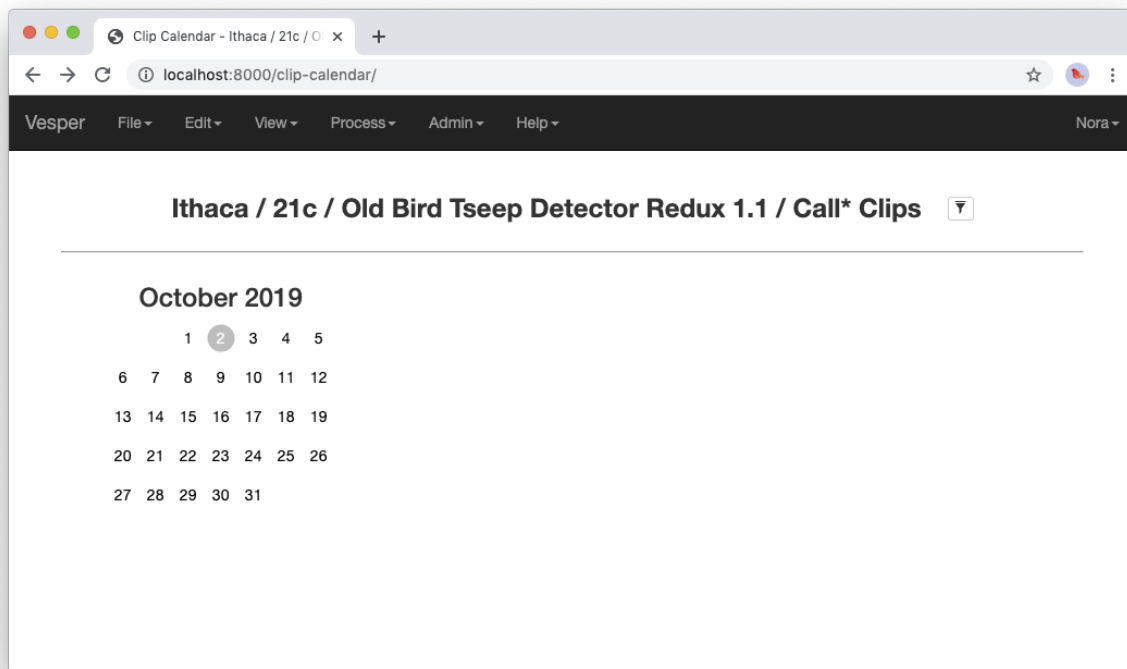 Clip Calendar - Ithaca / 21c / O
localhost:8000/clip-calendar/
Vesper File Edit View Process Admin Help Nora
Ithaca / 21c / Old Bird Tseep Detector Redux 1.1 / Call* Clips
October 2019
1 2 3 4 5
6 7 8 9 10 11 12
13 14 15 16 17 18 19
20 21 22 23 24 25 26
27 28 29 30 31